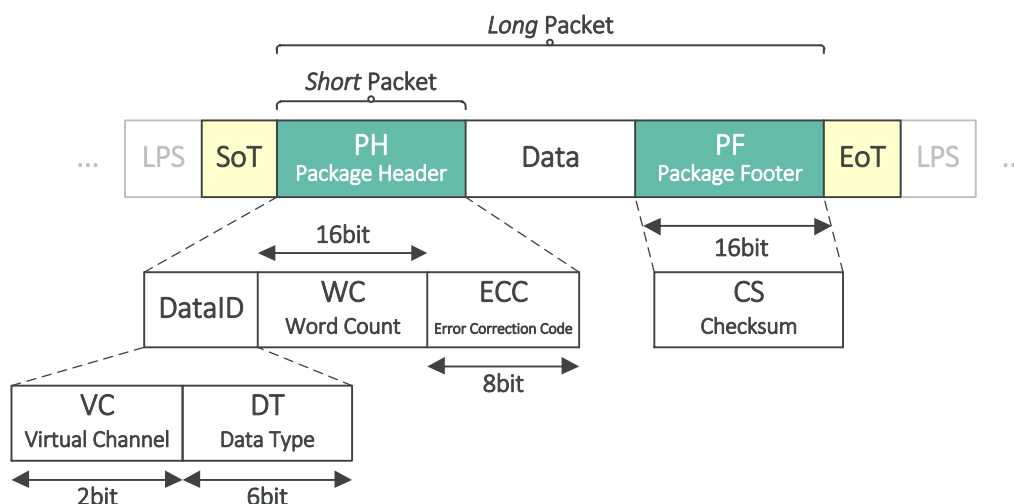 Long Packet
Short Packet
... LPS SoT PH Data PF EoT LPS ..
Package Header Package Footer
16bit 16bit
DataID WC ECC CS
Word Count Error Correction Code Checksum
8bit
VC DT
Virtual Channel Data Type
2bit 6bit